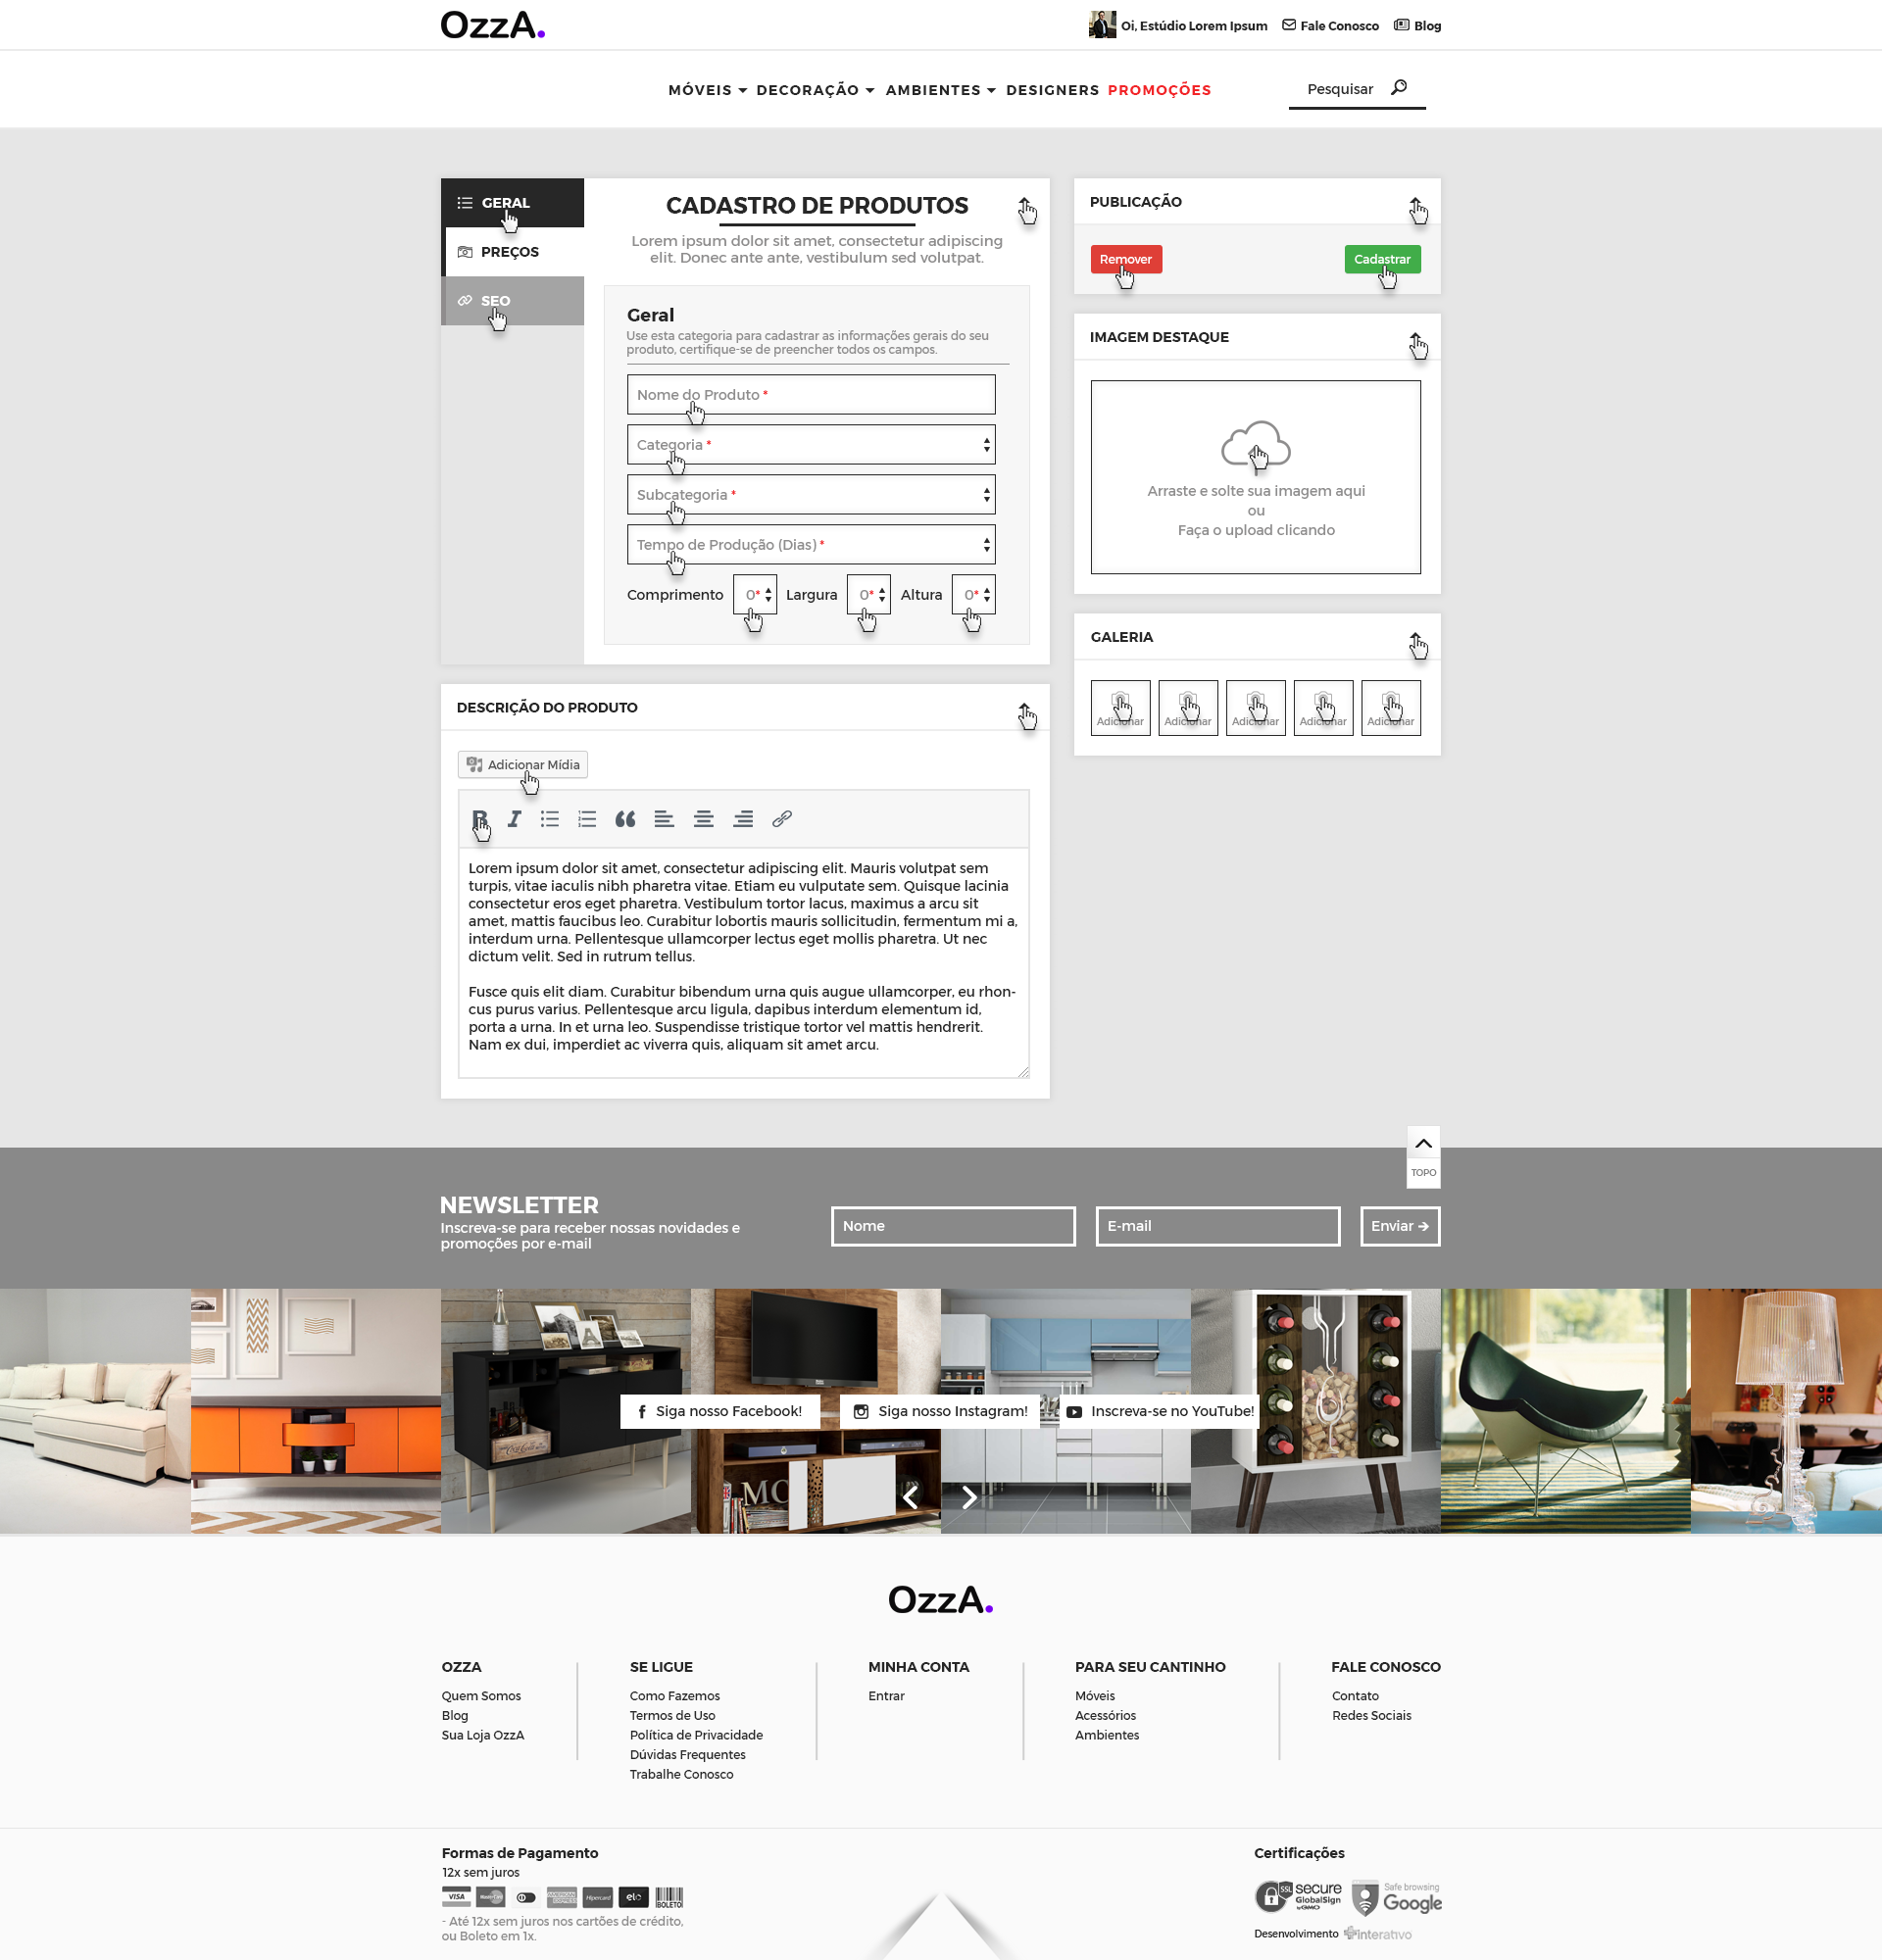 OzzA.
Oi, Estúdio Lorem Ipsum
Fale Conosco
Blog
MÓVEIS
DECORAÇÃO
AMBIENTES
DESIGNERS
PROMOÇÕES
Pesquisar
GERAL
PREÇOS
SEO
CADASTRO DE PRODUTOS
Lorem ipsum dolor sit amet, consectetur adipiscing
elit. Donec ante ante, vestibulum sed volutpat.
Geral
Use esta categoria para cadastrar as informações gerais do seu
produto, certifique-se de preencher todos os campos.
Nome do Produto *
Categoria *
Subcategoria *
Tempo de Produção (Dias) *
Comprimento 0* Largura 0* Altura 0*
PUBLICAÇÃO
Remover
Cadastrar
IMAGEM DESTAQUE
Arraste e solte sua imagem aqui
ou
Faça o upload clicando
GALERIA
Adicionar
Adicionar
Adicionar
Adicionar
Adicionar
DESCRIÇÃO DO PRODUTO
Adicionar Mídia
B I
Lorem ipsum dolor sit amet, consectetur adipiscing elit. Mauris volutpat sem
turpis, vitae iaculis nibh pharetra vitae. Etiam eu vulputate sem. Quisque lacinia
consectetur eros eget pharetra. Vestibulum tortor lacus, maximus a arcu sit
amet, mattis faucibus leo. Curabitur lobortis mauris sollicitudin, fermentum mi a,
interdum urna. Pellentesque ullamcorper lectus eget mollis pharetra. Ut nec
dictum velit. Sed in rutrum tellus.
Fusce quis elit diam. Curabitur bibendum urna quis augue ullamcorper, eu rhon-
cus purus varius. Pellentesque arcu ligula, dapibus interdum elementum id,
porta a urna. In et urna leo. Suspendisse tristique tortor vel mattis hendrerit.
Nam ex dui, imperdiet ac viverra quis, aliquam sit amet arcu.
TOPO
NEWSLETTER
Inscreva-se para receber nossas novidades e
promoções por e-mail
Nome
E-mail
Enviar
Siga nosso Facebook!
Siga nosso Instagram!
Inscreva-se no YouTube!
OzzA.
OZZA
Quem Somos
Blog
Sua Loja OzzA
SE LIGUE
Como Fazemos
Termos de Uso
Política de Privacidade
Dúvidas Frequentes
Trabalhe Conosco
MINHA CONTA
Entrar
PARA SEU CANTINHO
Móveis
Acessórios
Ambientes
FALE CONOSCO
Contato
Redes Sociais
Formas de Pagamento
12x sem juros
VISA MasterCard AMERICAN EXPRESS Hipercard elo BOLETO
- Até 12x sem juros nos cartões de crédito,
ou Boleto em 1x.
Certificações
SSL secure
GlobalSign
by GMO
Safe browsing
Google
Desenvolvimento interativo